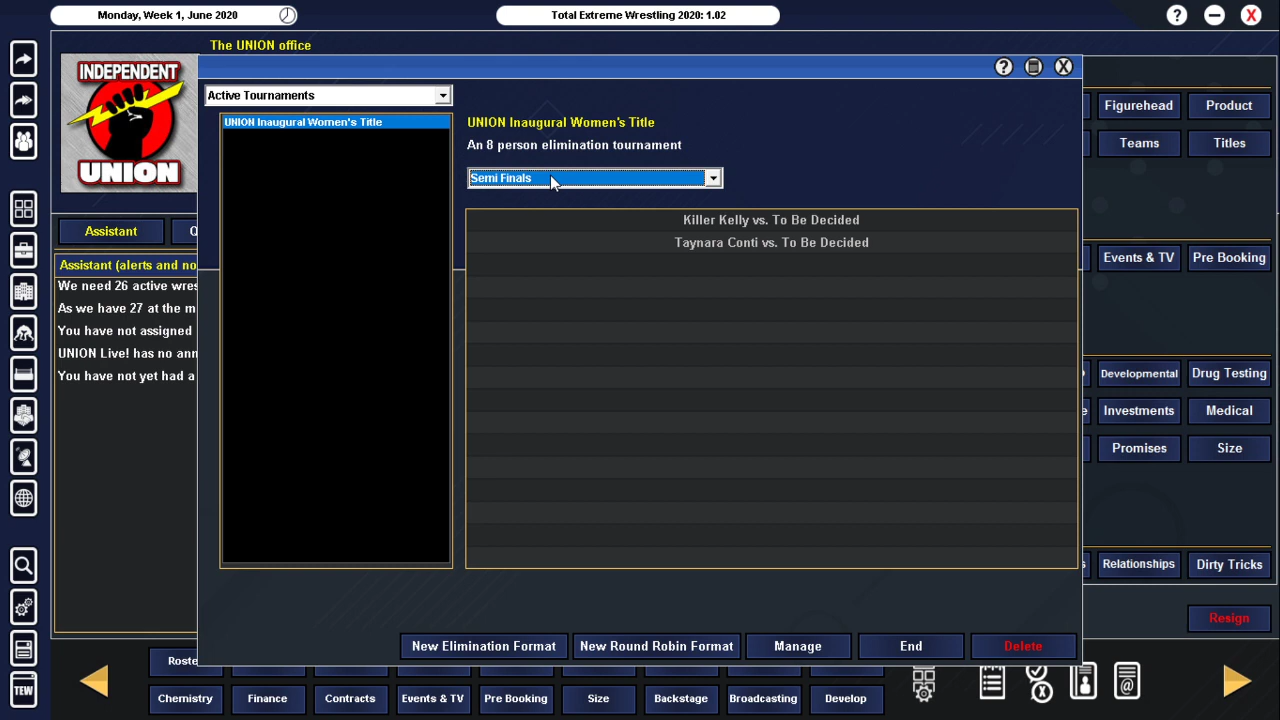 Monday, Week 1, June 2020
Total Extreme Wrestling 2020: 1.02
?
X
The UNION office
INDEPENDENT
UNION
? X
Active Tournaments
UNION Inaugural Women's Title
UNION Inaugural Women's Title
An 8 person elimination tournament
Semi Finals
Killer Kelly vs. To Be Decided
Taynara Conti vs. To Be Decided
Figurehead
Product
Teams
Titles
Assistant
Q
Assistant (alerts and no
We need 26 active wres
As we have 27 at the m
You have not assigned
UNION Live! has no ann
You have not yet had a
Events & TV
Pre Booking
Developmental
Drug Testing
e
Investments
Medical
Promises
Size
s
Relationships
Dirty Tricks
Resign
New Elimination Format
New Round Robin Format
Manage
End
Delete
Roste
Chemistry
Finance
Contracts
Events & TV
Pre Booking
Size
Backstage
Broadcasting
Develop
TEW